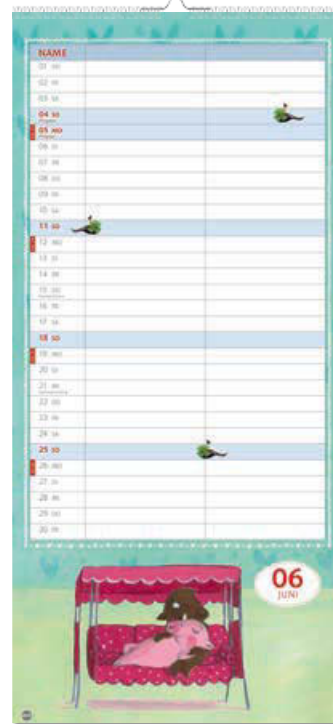 NAME
01 DO
02 FR
03 SA
04 SO
05 MO
06 DI
07 MI
08 DO
09 FR
10 SA
11 SO
12 MO
13 DI
14 MI
15 DO
16 FR
17 SA
18 SO
19 MO
20 DI
21 MI
22 DO
23 FR
24 SA
25 SO
26 MO
27 DI
28 MI
29 DO
30 FR
06
JUNI